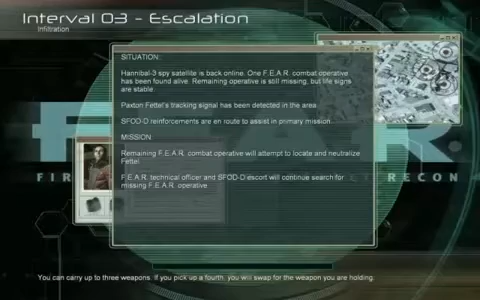 Interval 03 - Escalation
Infiltration
SITUATION:
Hannibal-3 spy satellite is back online. One F.E.A.R. combat operative
has been found alive. Remaining operative is still missing, but life signs
are stable.
Paxton Fettel's tracking signal has been detected in the area.
SFOD-D reinforcements are en route to assist in primary mission.
MISSION:
Remaining F.E.A.R. combat operative will attempt to locate and neutralize
Fettel.
F.E.A.R. technical officer and SFOD-D escort will continue search for
missing F.E.A.R. operative.
FIR
RECON
You can carry up to three weapons. If you pick up a fourth, you will swap for the weapon you are holding.